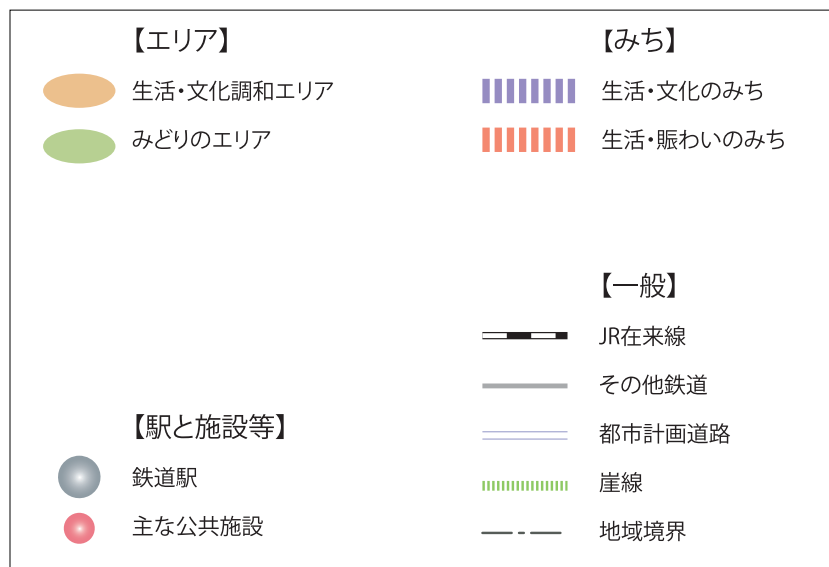 【エリア】
生活・文化調和エリア
みどりのエリア
【駅と施設等】
鉄道駅
主な公共施設
【みち】
生活・文化のみち
生活・賑わいのみち
【一般】
JR在来線
その他鉄道
都市計画道路
崖線
地域境界